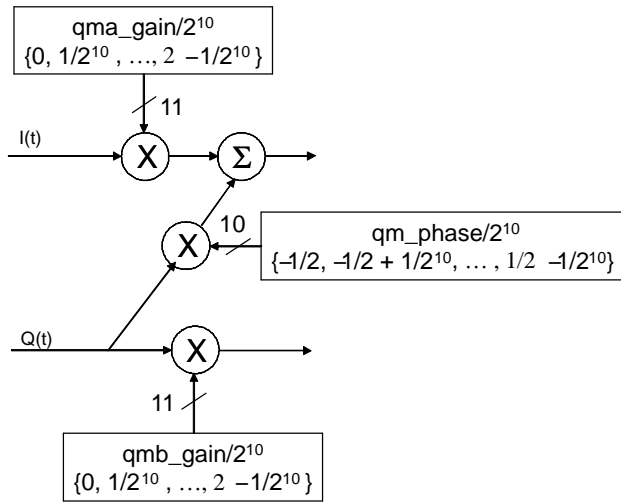 qma_gain/2¹⁰
{0, 1/2¹⁰ , ..., 2 −1/2¹⁰ }
11
I(t)
X
Σ
10
X
qm_phase/2¹⁰
{−1/2, −1/2 + 1/2¹⁰, ... , 1/2 −1/2¹⁰}
Q(t)
X
11
qmb_gain/2¹⁰
{0, 1/2¹⁰ , ..., 2 −1/2¹⁰ }